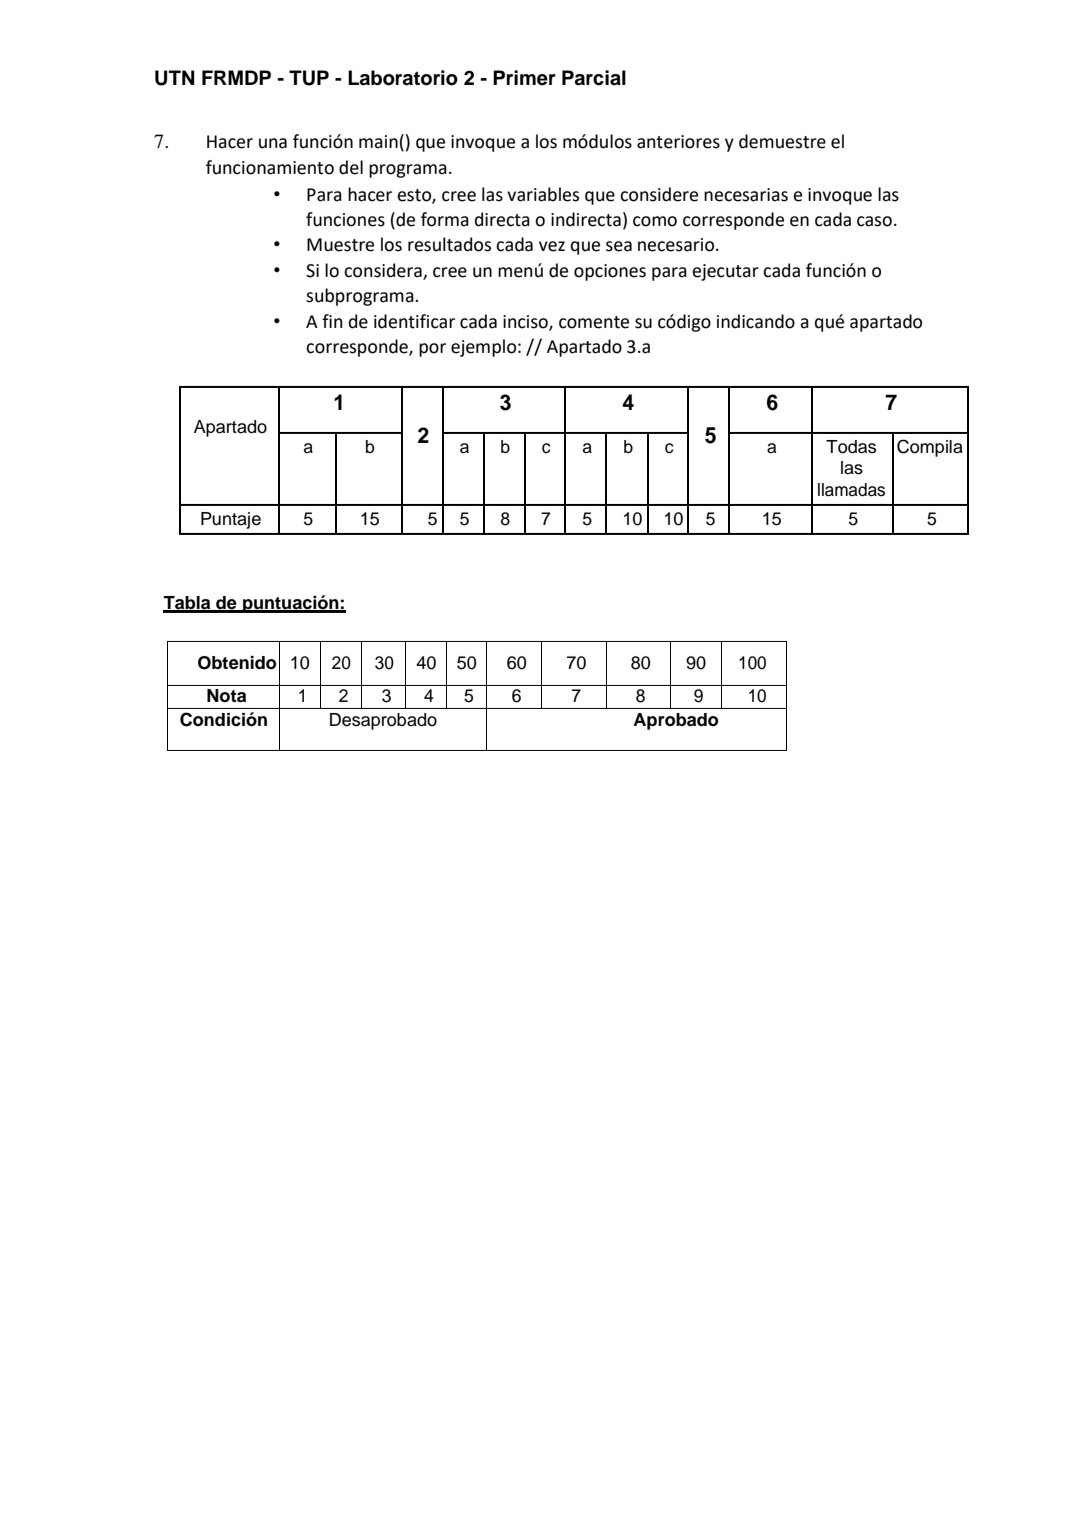 UTN FRMDP - TUP - Laboratorio 2 - Primer Parcial
7. Hacer una función main() que invoque a los módulos anteriores y demuestre el
funcionamiento del programa.
• Para hacer esto, cree las variables que considere necesarias e invoque las
funciones (de forma directa o indirecta) como corresponde en cada caso.
• Muestre los resultados cada vez que sea necesario.
• Si lo considera, cree un menú de opciones para ejecutar cada función o
subprograma.
• A fin de identificar cada inciso, comente su código indicando a qué apartado
corresponde, por ejemplo: // Apartado 3.a
Apartado 1 2 3 4 5 6 7
a b a b c a b c a Todas Compila
las
llamadas
Puntaje 5 15 5 5 8 7 5 10 10 5 15 5 5
Tabla de puntuación:
Obtenido 10 20 30 40 50 60 70 80 90 100
Nota 1 2 3 4 5 6 7 8 9 10
Condición Desaprobado Aprobado